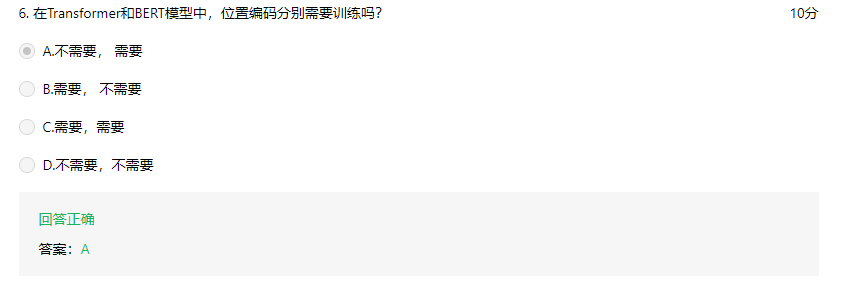 6. 在Transformer和BERT模型中，位置编码分别需要训练吗? 10分
A.不需要， 需要
B.需要， 不需要
C.需要，需要
D.不需要，不需要
回答正确
答案：A